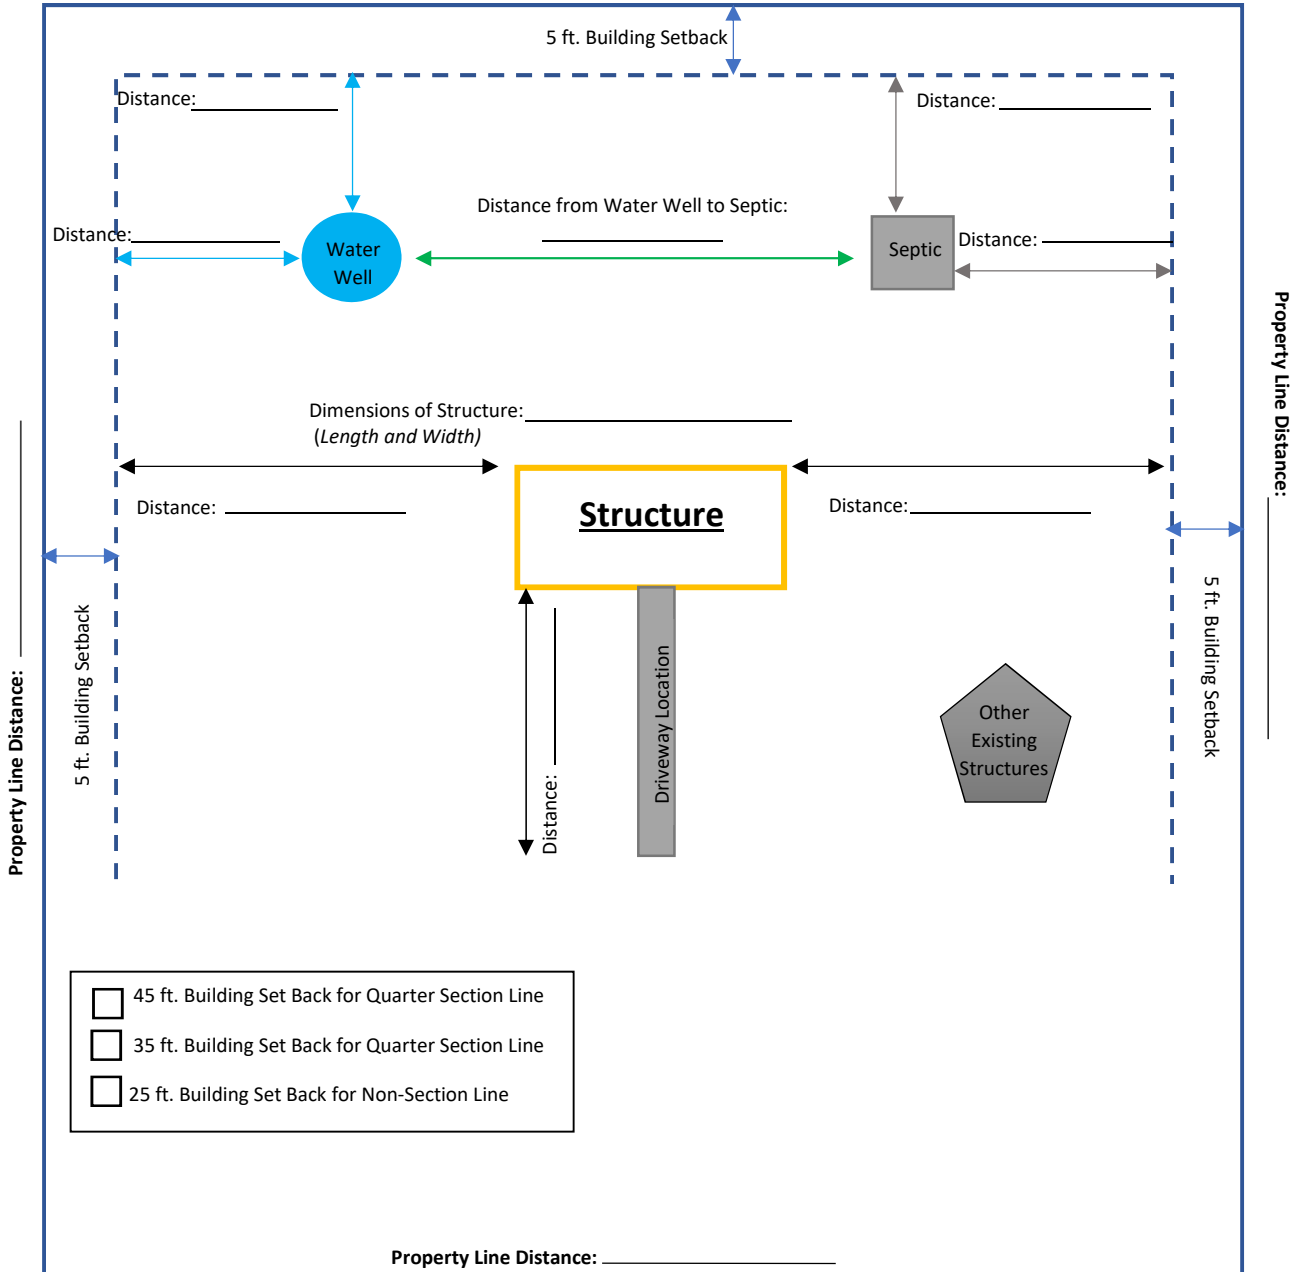 5 ft. Building Setback
Distance:
Distance:
Distance from Water Well to Septic:
Distance:
Water
Well
Septic
Distance:
Property Line Distance:
Dimensions of Structure:
(Length and Width)
Distance:
Structure
Distance:
Property Line Distance:
5 ft. Building Setback
Distance:
Driveway Location
Other
Existing
Structures
5 ft. Building Setback
45 ft. Building Set Back for Quarter Section Line
35 ft. Building Set Back for Quarter Section Line
25 ft. Building Set Back for Non-Section Line
Property Line Distance: